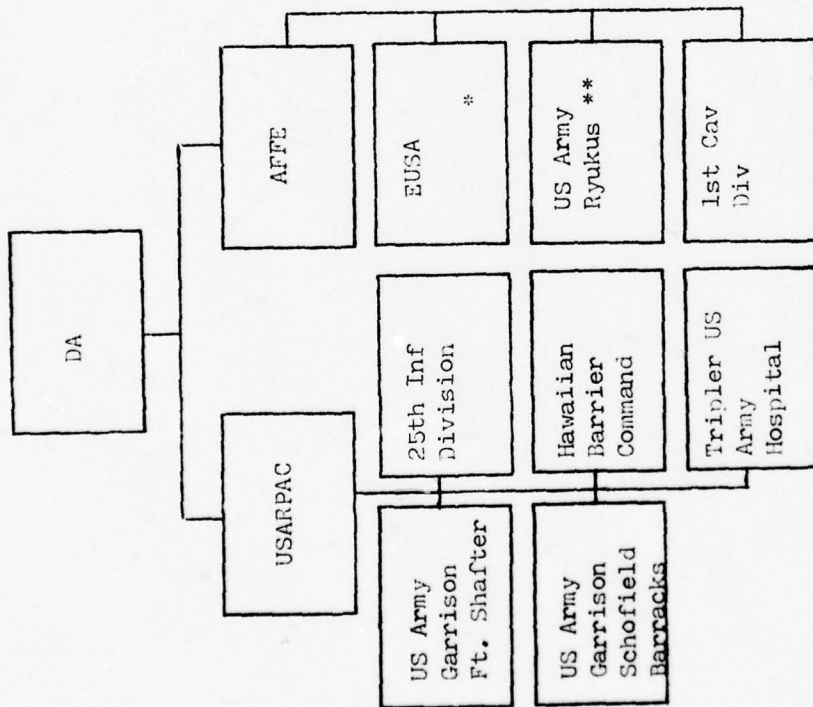 DA
USARPAC
AFFE
US Army
Garrison
Ft. Shafter
25th Inf
Division
EUSA
*
US Army
Garrison
Schofield
Barracks
Hawaiian
Barrier
Command
US Army
Ryukus **
Tripler US
Army
Hospital
1st Cav
Div